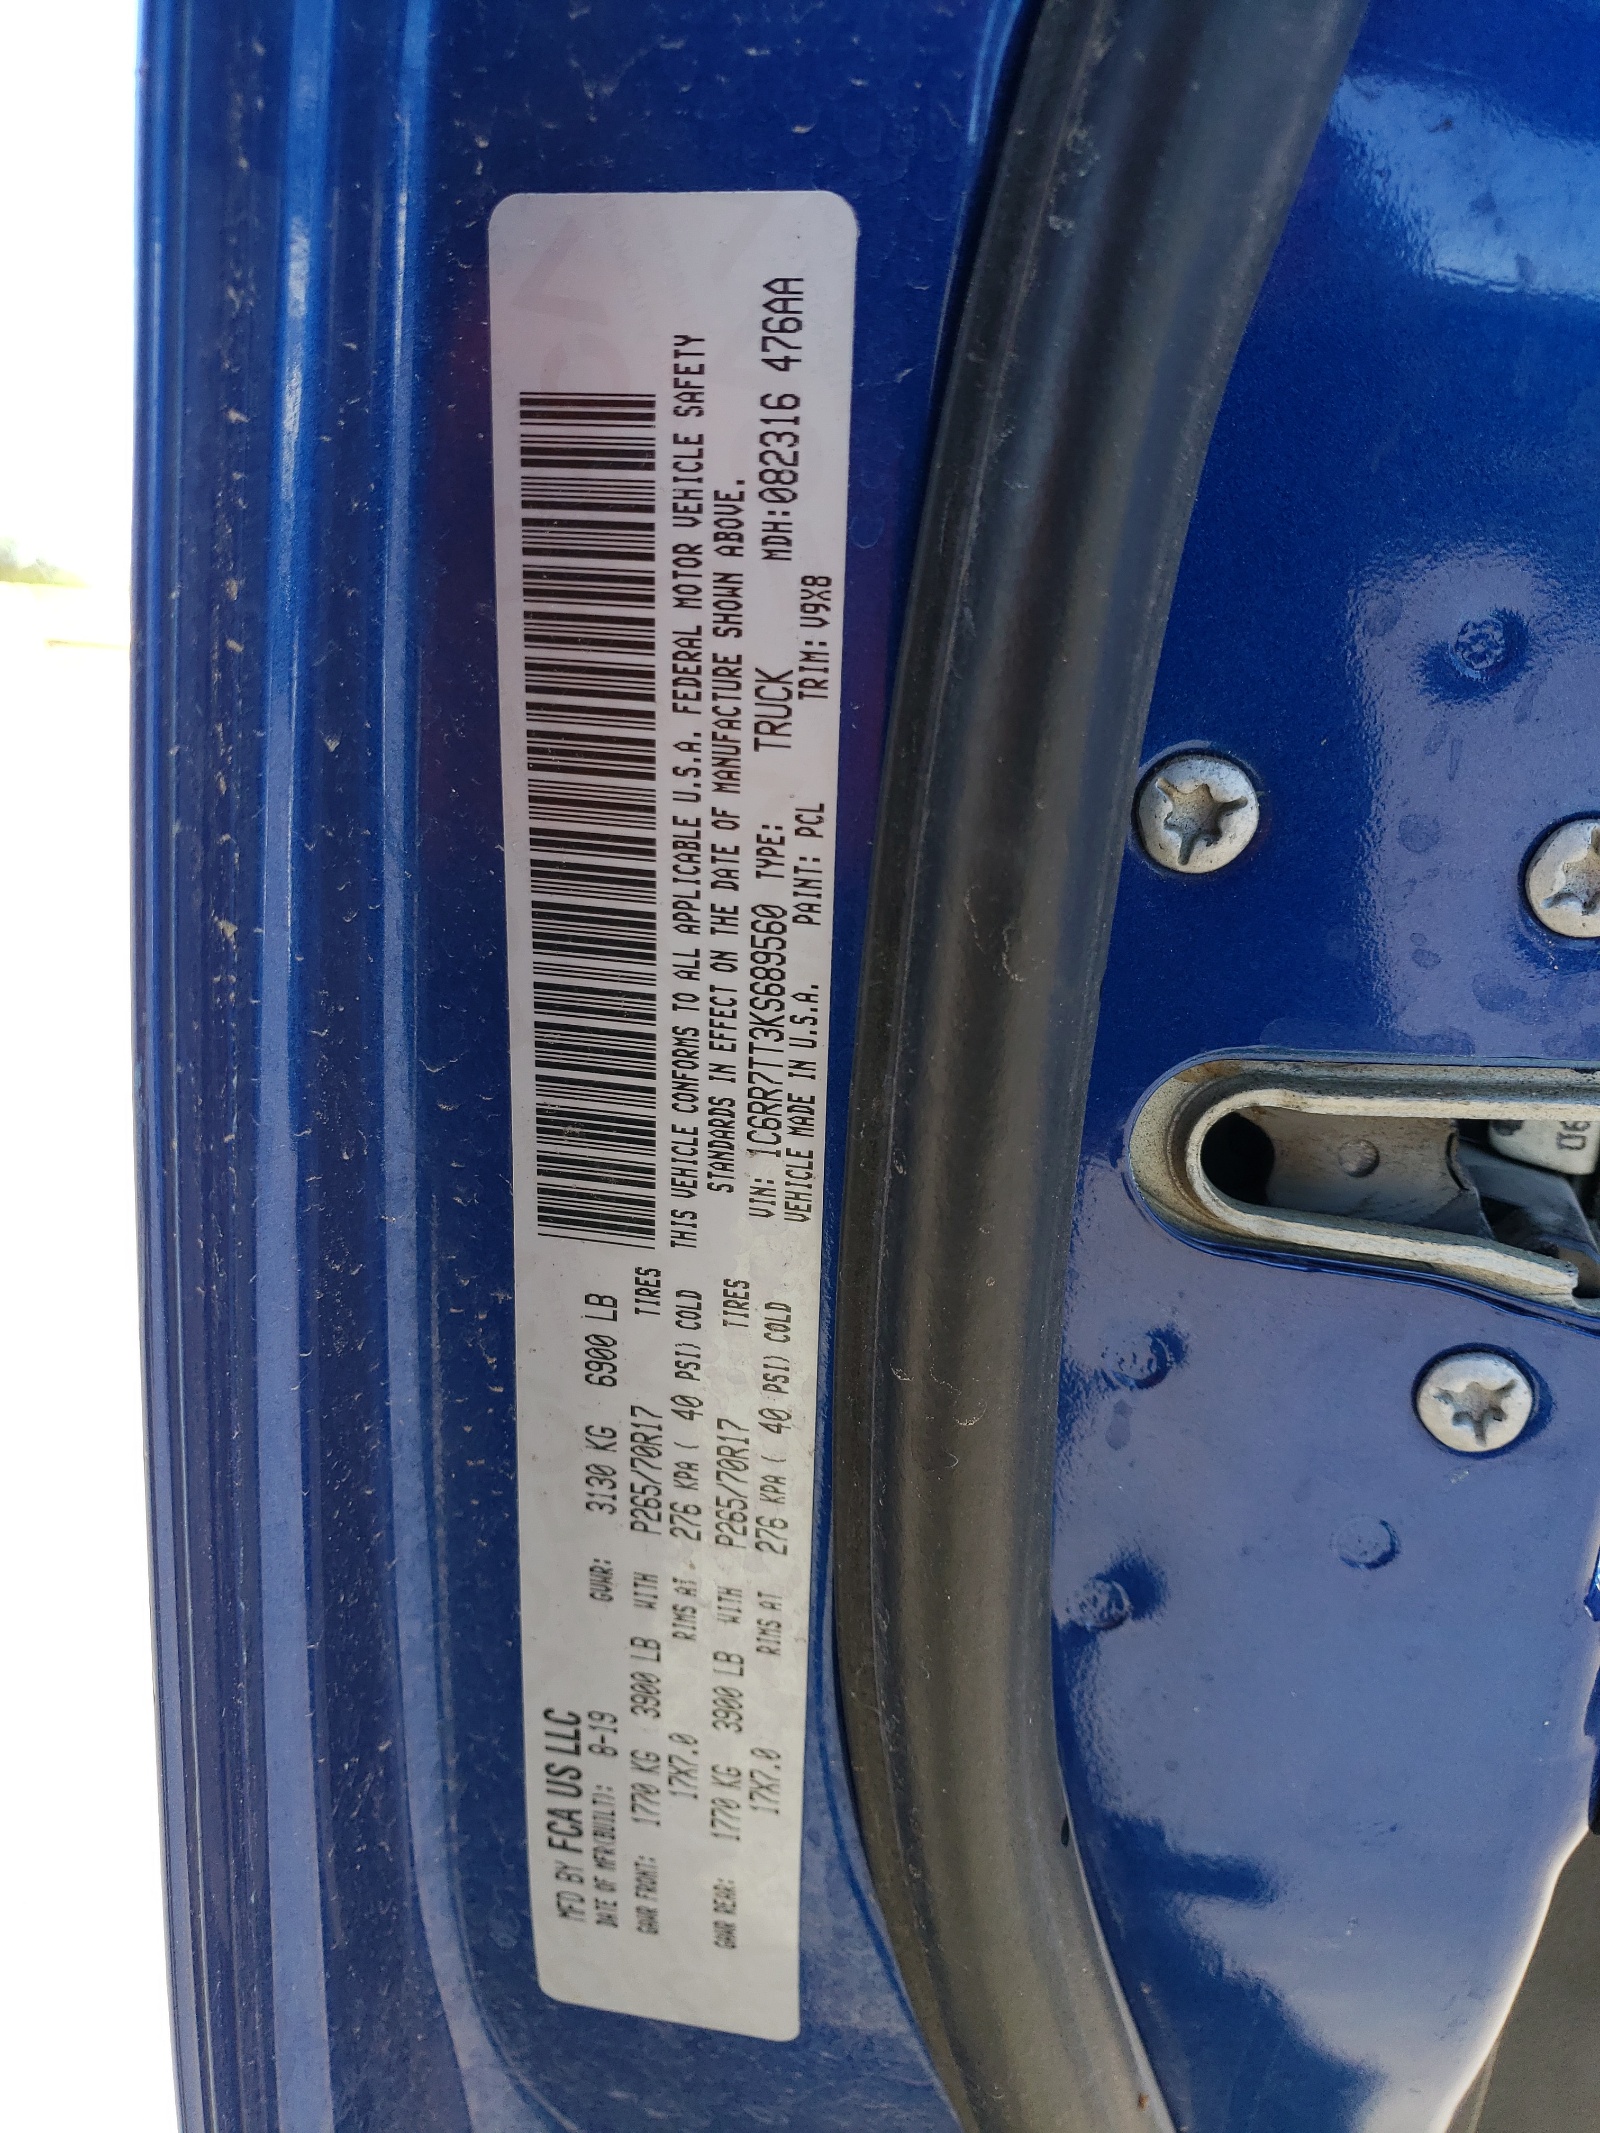 MFD BY FCA US LLC
DATE OF MFR(BUILT): 8-19 GVWR: 3130 KG 6900 LB
GAWR FRONT: 1770 KG 3900 LB WITH P265/70R17 TIRES
17X7.0 RIMS AT 276 KPA ( 40 PSI) COLD
GAWR REAR: 1770 KG 3900 LB WITH P265/70R17 TIRES
17X7.0 RIMS AT 276 KPA ( 40 PSI) COLD
THIS VEHICLE CONFORMS TO ALL APPLICABLE U.S.A. FEDERAL MOTOR VEHICLE SAFETY
STANDARDS IN EFFECT ON THE DATE OF MANUFACTURE SHOWN ABOVE.
VIN: 1C6RR7TT3KS689560 TYPE: TRUCK MDH:082316 476AA
VEHICLE MADE IN U.S.A. PAINT: PCL TRIM: V9X8